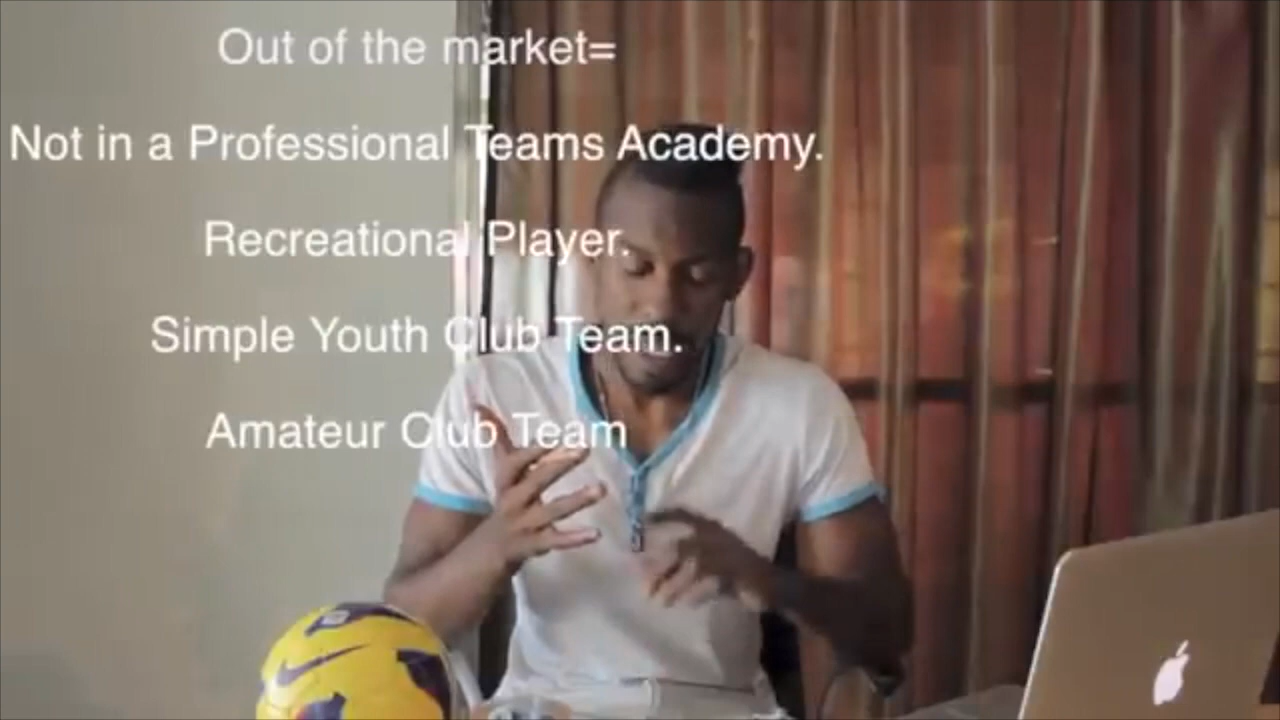 Out of the market=
Not in a Professional Teams Academy.
Recreational Player.
Simple Youth Club Team.
Amateur Club Team